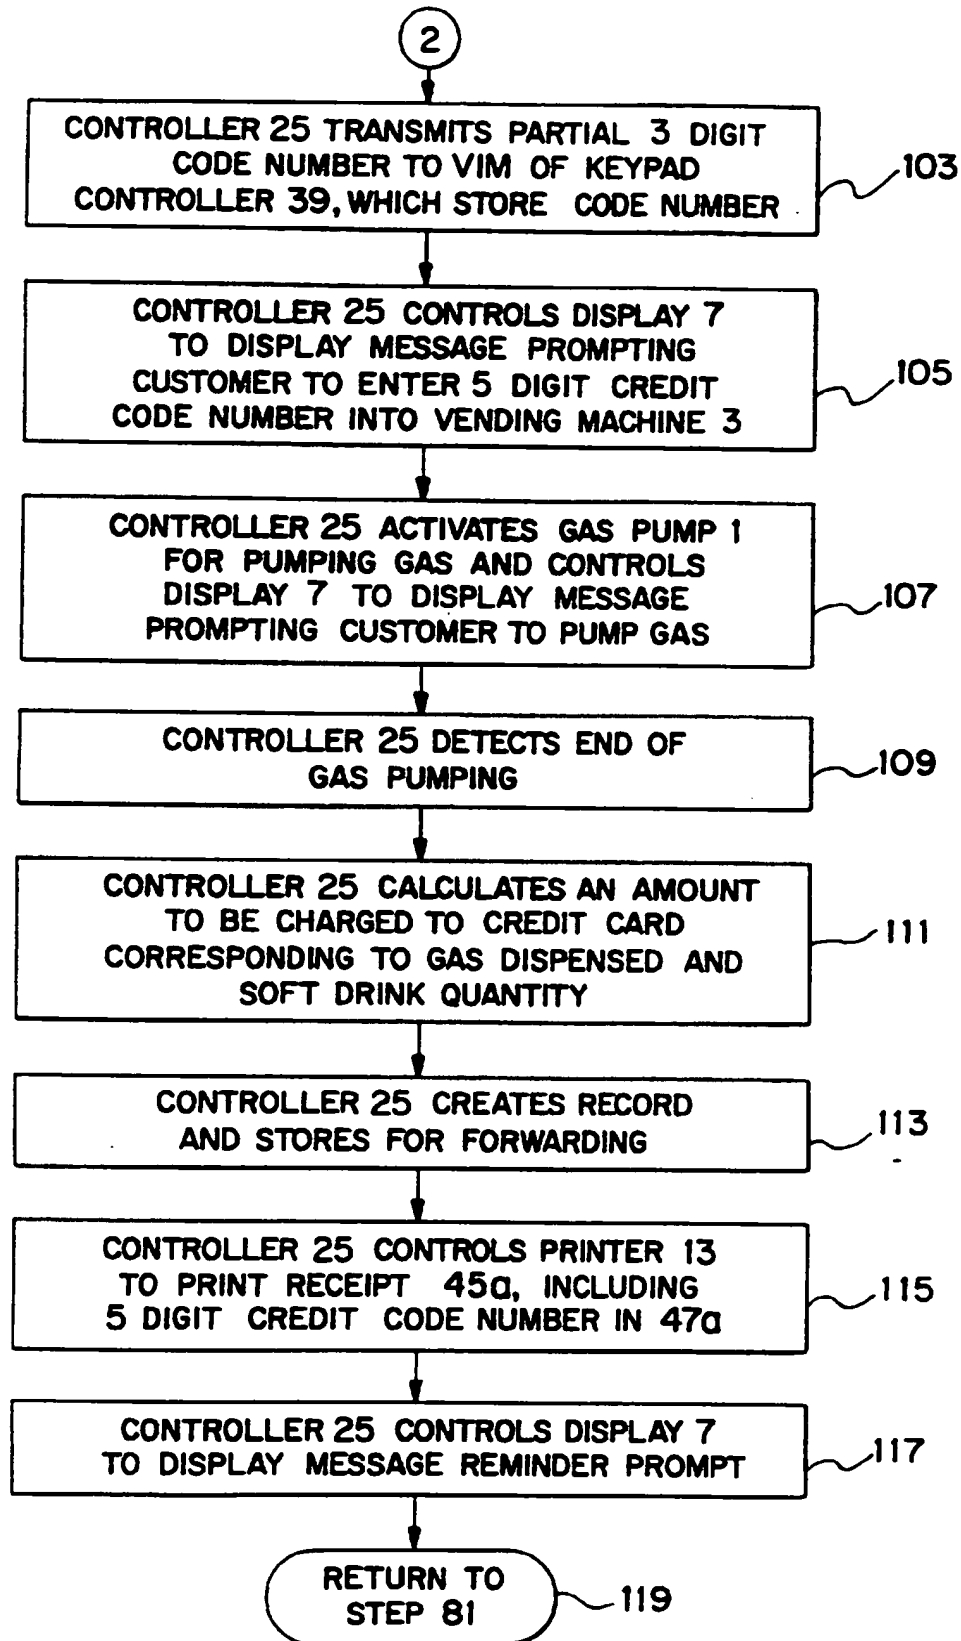 2
CONTROLLER 25 TRANSMITS PARTIAL 3 DIGIT
CODE NUMBER TO VIM OF KEYPAD
CONTROLLER 39, WHICH STORE CODE NUMBER
103
CONTROLLER 25 CONTROLS DISPLAY 7
TO DISPLAY MESSAGE PROMPTING
CUSTOMER TO ENTER 5 DIGIT CREDIT
CODE NUMBER INTO VENDING MACHINE 3
105
CONTROLLER 25 ACTIVATES GAS PUMP 1
FOR PUMPING GAS AND CONTROLS
DISPLAY 7 TO DISPLAY MESSAGE
PROMPTING CUSTOMER TO PUMP GAS
107
CONTROLLER 25 DETECTS END OF
GAS PUMPING
109
CONTROLLER 25 CALCULATES AN AMOUNT
TO BE CHARGED TO CREDIT CARD
CORRESPONDING TO GAS DISPENSED AND
SOFT DRINK QUANTITY
111
CONTROLLER 25 CREATES RECORD
AND STORES FOR FORWARDING
113
CONTROLLER 25 CONTROLS PRINTER 13
TO PRINT RECEIPT 45a, INCLUDING
5 DIGIT CREDIT CODE NUMBER IN 47a
115
CONTROLLER 25 CONTROLS DISPLAY 7
TO DISPLAY MESSAGE REMINDER PROMPT
117
RETURN TO
STEP 81
119